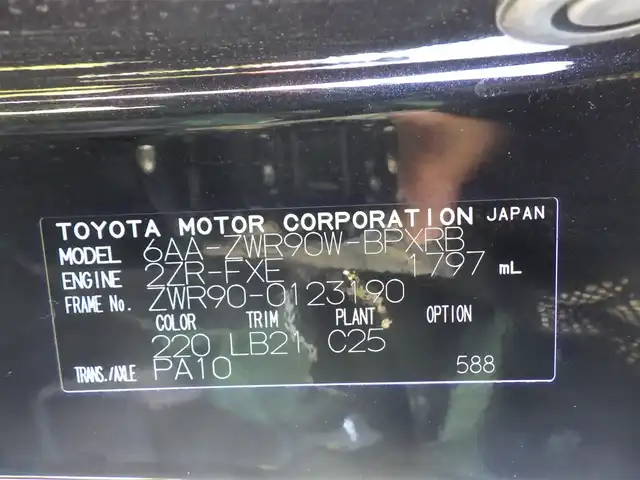 TOYOTA MOTOR CORPORATION JAPAN
MODEL 6AA-ZWR90W-BPXRB
ENGINE 2ZR-FXE 1797 mL
FRAME No. ZWR90-0123190
COLOR TRIM PLANT OPTION
220 LB21 C25
TRANS./AXLE PA10 588